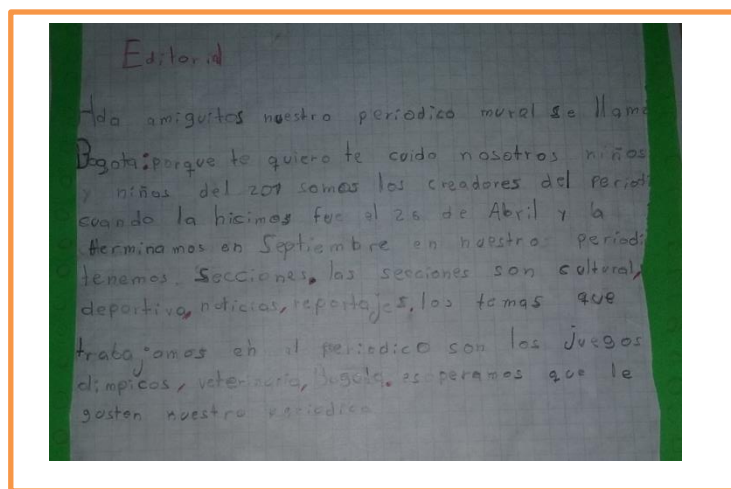 Editorial
Hola amiguitos nuestro periodico mural se llama
Bogota: porque te quiero te cuido nosotros niños
y niños del 201 somos los creadores del period
cuando la hicimos fue el 25 de Abril y la
terminamos en Septiembre en nuestro periodi
tenemos Secciones, las secciones son cultural,
deportiva, noticias, reportajes, los temas que
trabajamos en el periodico son los juegos
olimpicos, veterinaria, Bogota. esoperamos que le
gusten nuestro periodico